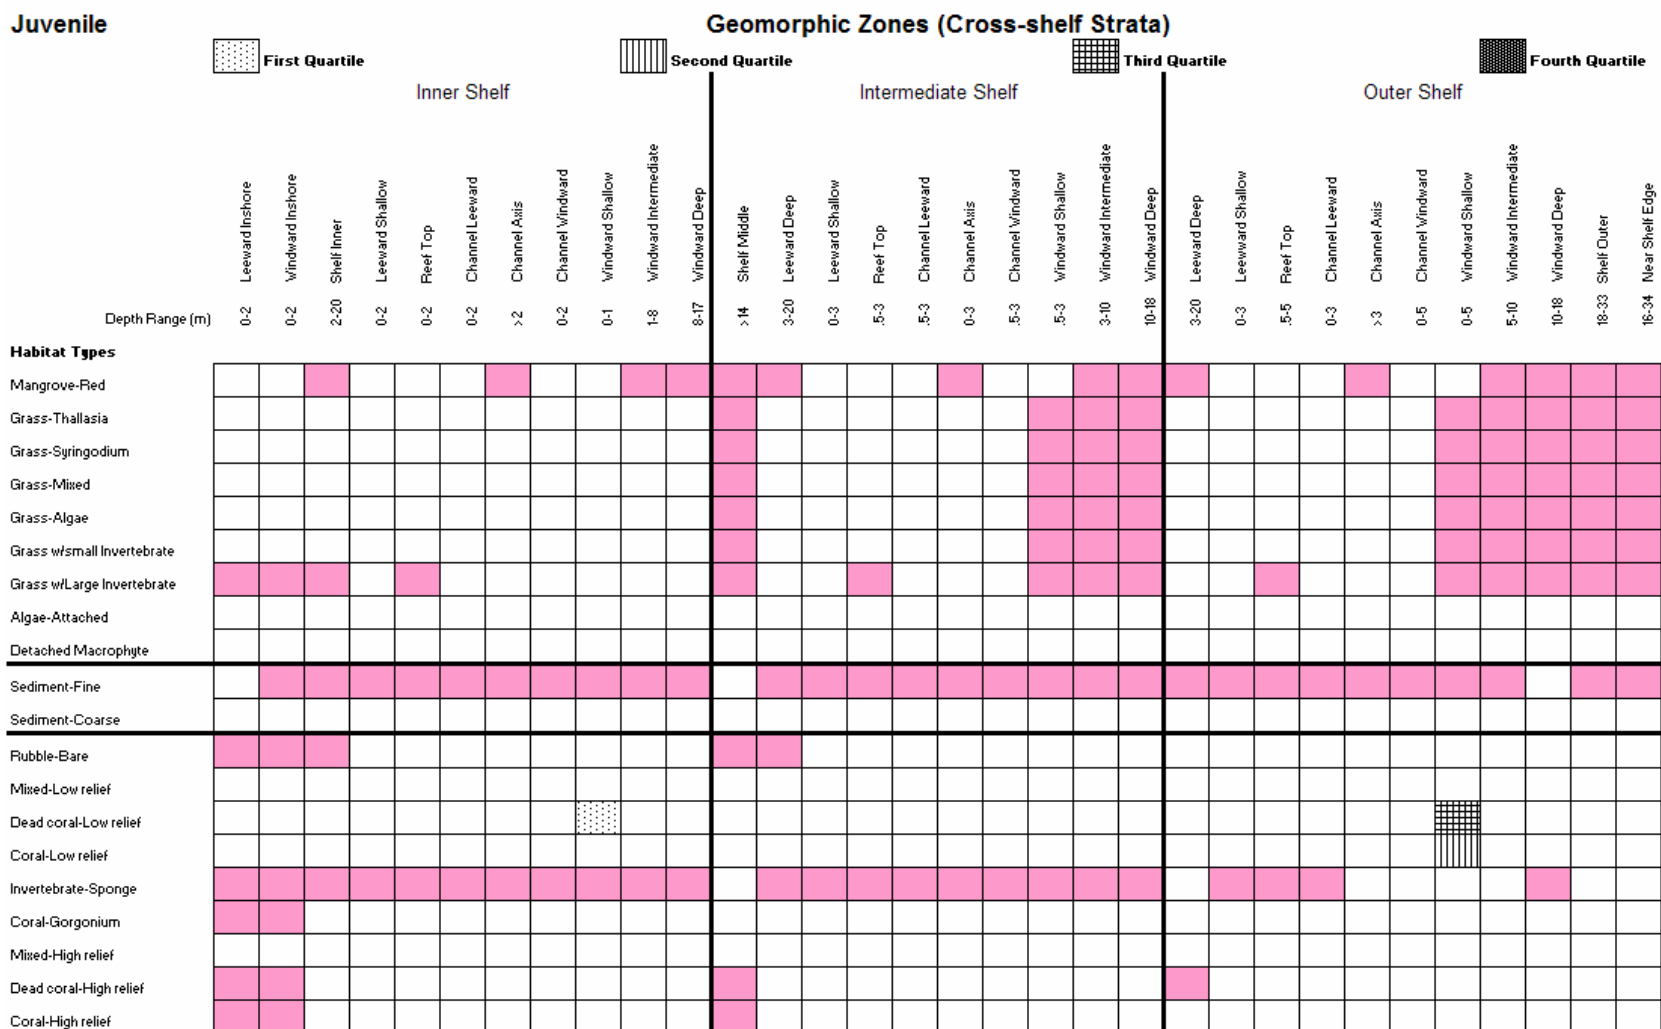 Juvenile
Geomorphic Zones (Cross-shelf Strata)
First Quartile
Second Quartile
Third Quartile
Fourth Quartile
Inner Shelf
Intermediate Shelf
Outer Shelf
Leeward Inshore
Windward Inshore
Shelf Inner
Leeward Shallow
Reef Top
Channel Leeward
Channel Axis
Channel Windward
Windward Shallow
Windward Intermediate
Windward Deep
Shelf Middle
Leeward Deep
Leeward Shallow
Reef Top
Channel Leeward
Channel Axis
Channel Windward
Windward Shallow
Windward Intermediate
Windward Deep
Leeward Deep
Leeward Shallow
Reef Top
Channel Leeward
Channel Axis
Channel Windward
Windward Shallow
Windward Intermediate
Windward Deep
Shelf Outer
Near Shelf Edge
Depth Range (m)
0-2
0-2
2-20
0-2
0-2
0-2
>2
0-2
0-1
1-8
8-17
>14
3-20
0-3
.5-3
.5-3
0-3
.5-3
.5-3
3-10
10-18
3-20
0-3
.5-5
0-3
>3
0-5
0-5
5-10
10-18
18-33
16-34
Habitat Types
Mangrove-Red
Grass-Thallasia
Grass-Syringodium
Grass-Mixed
Grass-Algae
Grass w/small Invertebrate
Grass w/Large Invertebrate
Algae-Attached
Detached Macrophyte
Sediment-Fine
Sediment-Coarse
Rubble-Bare
Mixed-Low relief
Dead coral-Low relief
Coral-Low relief
Invertebrate-Sponge
Coral-Gorgonium
Mixed-High relief
Dead coral-High relief
Coral-High relief